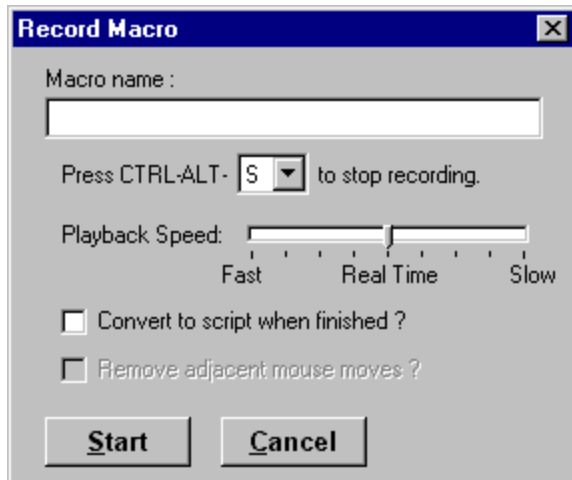 Record Macro
Macro name :
Press CTRL-ALT- S to stop recording.
Playback Speed:
Fast Real Time Slow
Convert to script when finished ?
Remove adjacent mouse moves ?
Start Cancel